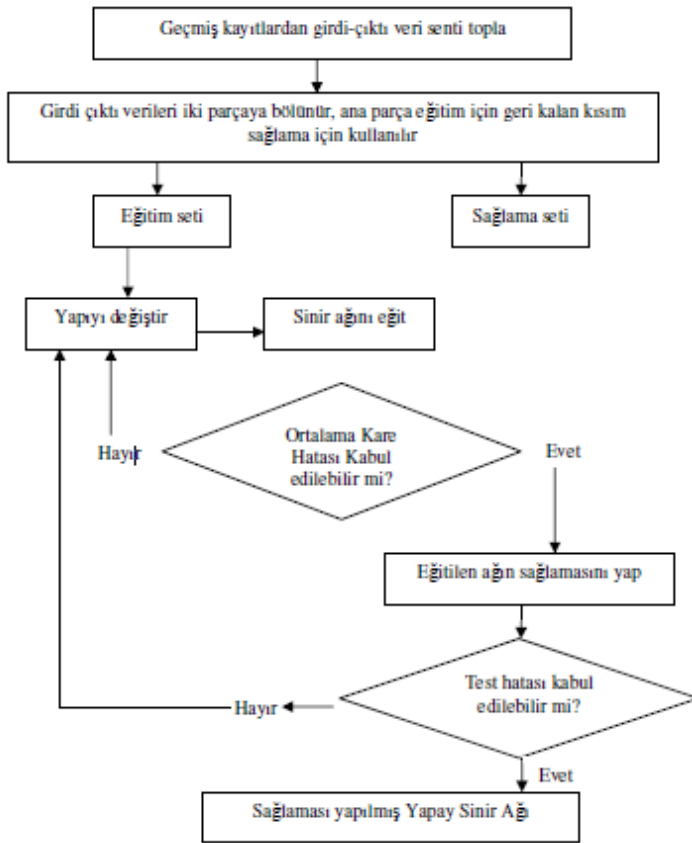 Geçmiş kayıtlardan girdi-çıktı veri senti topla
Girdi çıktı verileri iki parçaya bölünür, ana parça eğitim için geri kalan kısım
sağlama için kullanılır
Eğitim seti
Sağlama seti
Yapıyı değiştir
Sinir ağını eğit
Ortalama Kare
Hatası Kabul
edilebilir mi?
Hayır
Evet
Eğitilen ağın sağlamasını yap
Test hatası kabul
edilebilir mi?
Hayır
Evet
Sağlaması yapılmış Yapay Sinir Ağı